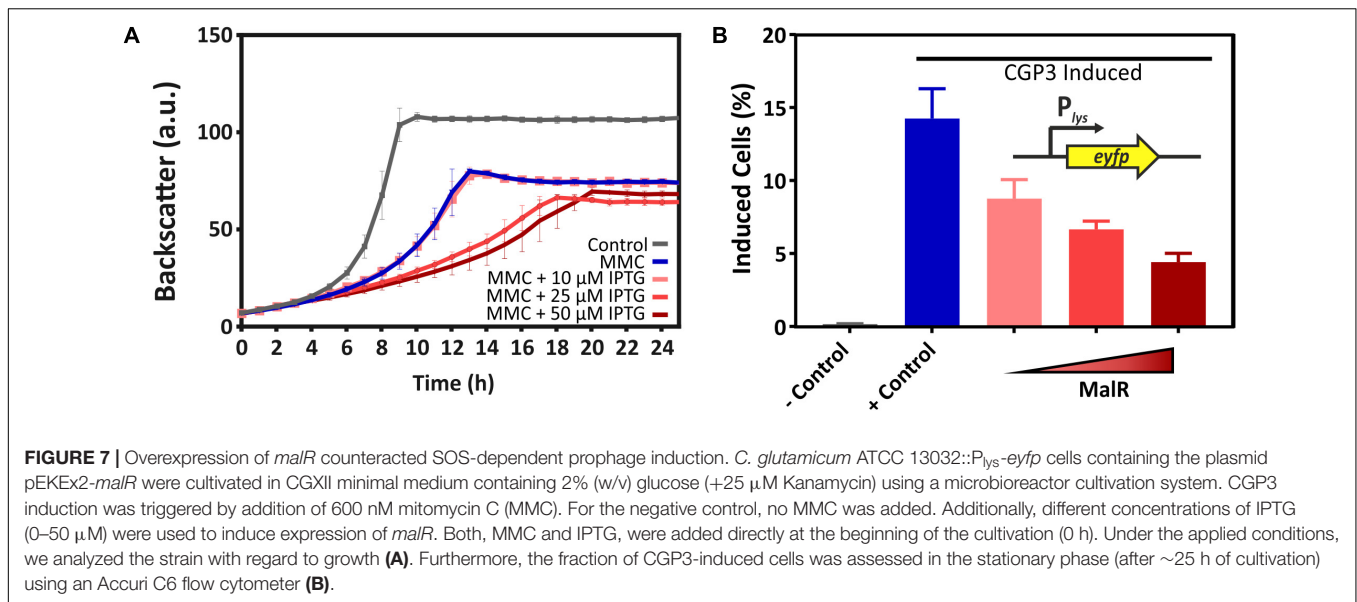 A
150
100
50
0
Backscatter (a.u.)
0 2 4 6 8 10 12 14 16 18 20 22 24
Time (h)
Control
MMC
MMC + 10 μM IPTG
MMC + 25 μM IPTG
MMC + 50 μM IPTG
B
20
15
10
5
0
Induced Cells (%)
CGP3 Induced
Plys
eyfp
- Control
+ Control
MalR
FIGURE 7 | Overexpression of malR counteracted SOS-dependent prophage induction. C. glutamicum ATCC 13032::Plys-eyfp cells containing the plasmid
pEKEx2-malR were cultivated in CGXII minimal medium containing 2% (w/v) glucose (+25 μM Kanamycin) using a microbioreactor cultivation system. CGP3
induction was triggered by addition of 600 nM mitomycin C (MMC). For the negative control, no MMC was added. Additionally, different concentrations of IPTG
(0–50 μM) were used to induce expression of malR. Both, MMC and IPTG, were added directly at the beginning of the cultivation (0 h). Under the applied conditions,
we analyzed the strain with regard to growth (A). Furthermore, the fraction of CGP3-induced cells was assessed in the stationary phase (after ∼25 h of cultivation)
using an Accuri C6 flow cytometer (B).